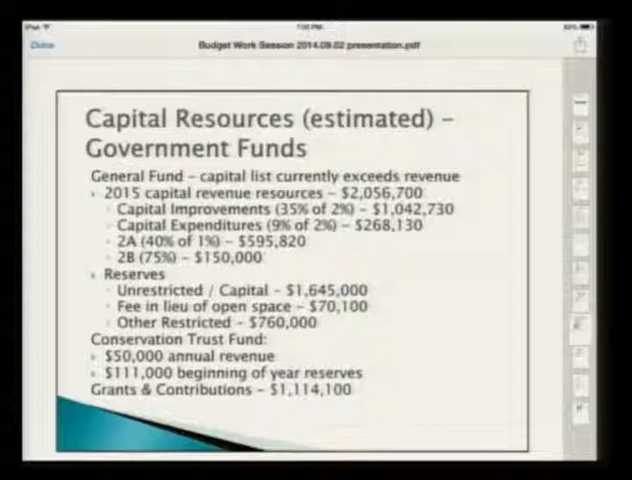 iPad
7:00 PM
Done
Budget Work Session 2014.09.02 presentation.pdf
Capital Resources (estimated) –
Government Funds
General Fund – capital list currently exceeds revenue
2015 capital revenue resources – $2,056,700
Capital Improvements (35% of 2%) – $1,042,730
Capital Expenditures (9% of 2%) – $268,130
2A (40% of 1%) – $595,820
2B (75%) – $150,000
Reserves
Unrestricted / Capital – $1,645,000
Fee in lieu of open space – $70,100
Other Restricted – $760,000
Conservation Trust Fund:
$50,000 annual revenue
$111,000 beginning of year reserves
Grants & Contributions – $1,114,100